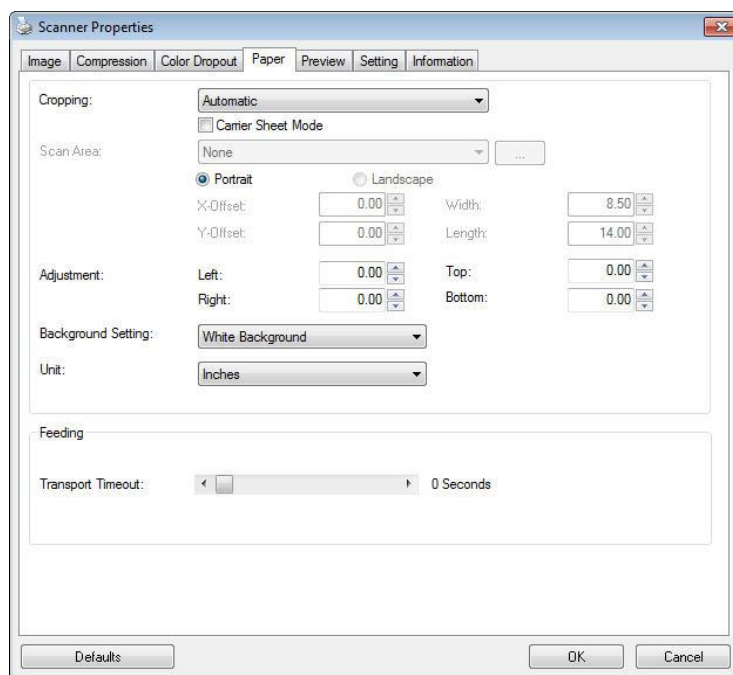 Scanner Properties
Image Compression Color Dropout Paper Preview Setting Information
Cropping: Automatic
Carrier Sheet Mode
Scan Area: None ...
Portrait Landscape
X-Offset: 0.00 Width: 8.50
Y-Offset: 0.00 Length: 14.00
Adjustment: Left: 0.00 Top: 0.00
Right: 0.00 Bottom: 0.00
Background Setting: White Background
Unit: Inches
Feeding
Transport Timeout: 0 Seconds
Defaults OK Cancel